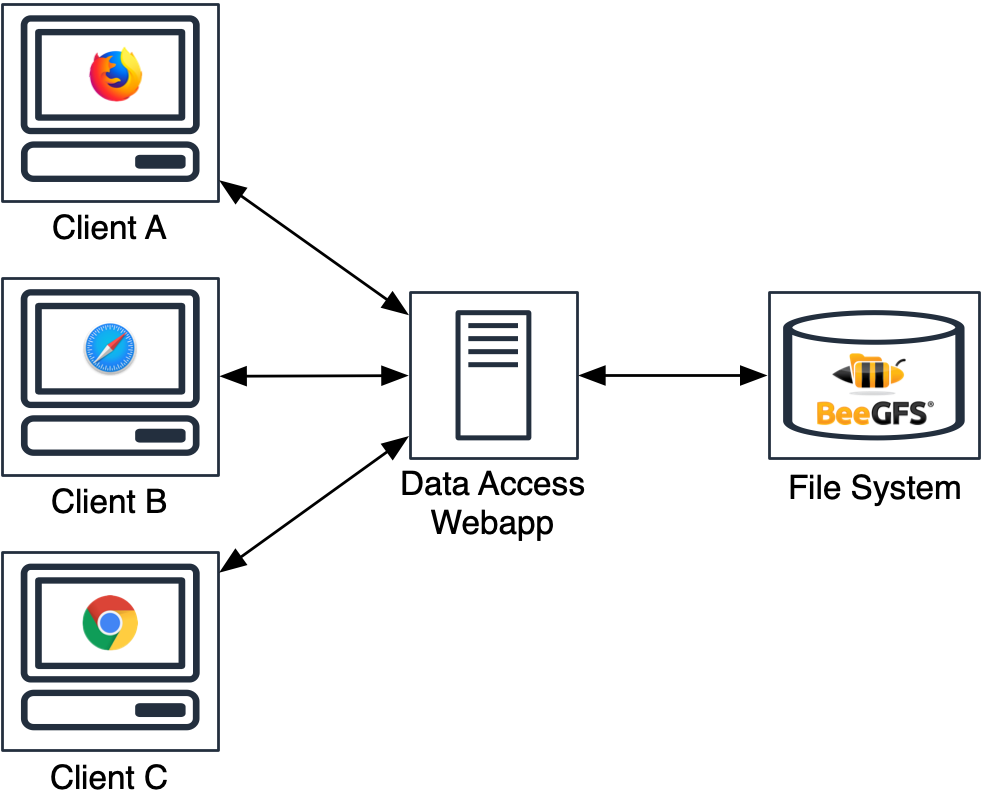 Client A
Client B
Data Access
Webapp
BeeGFS®
File System
Client C